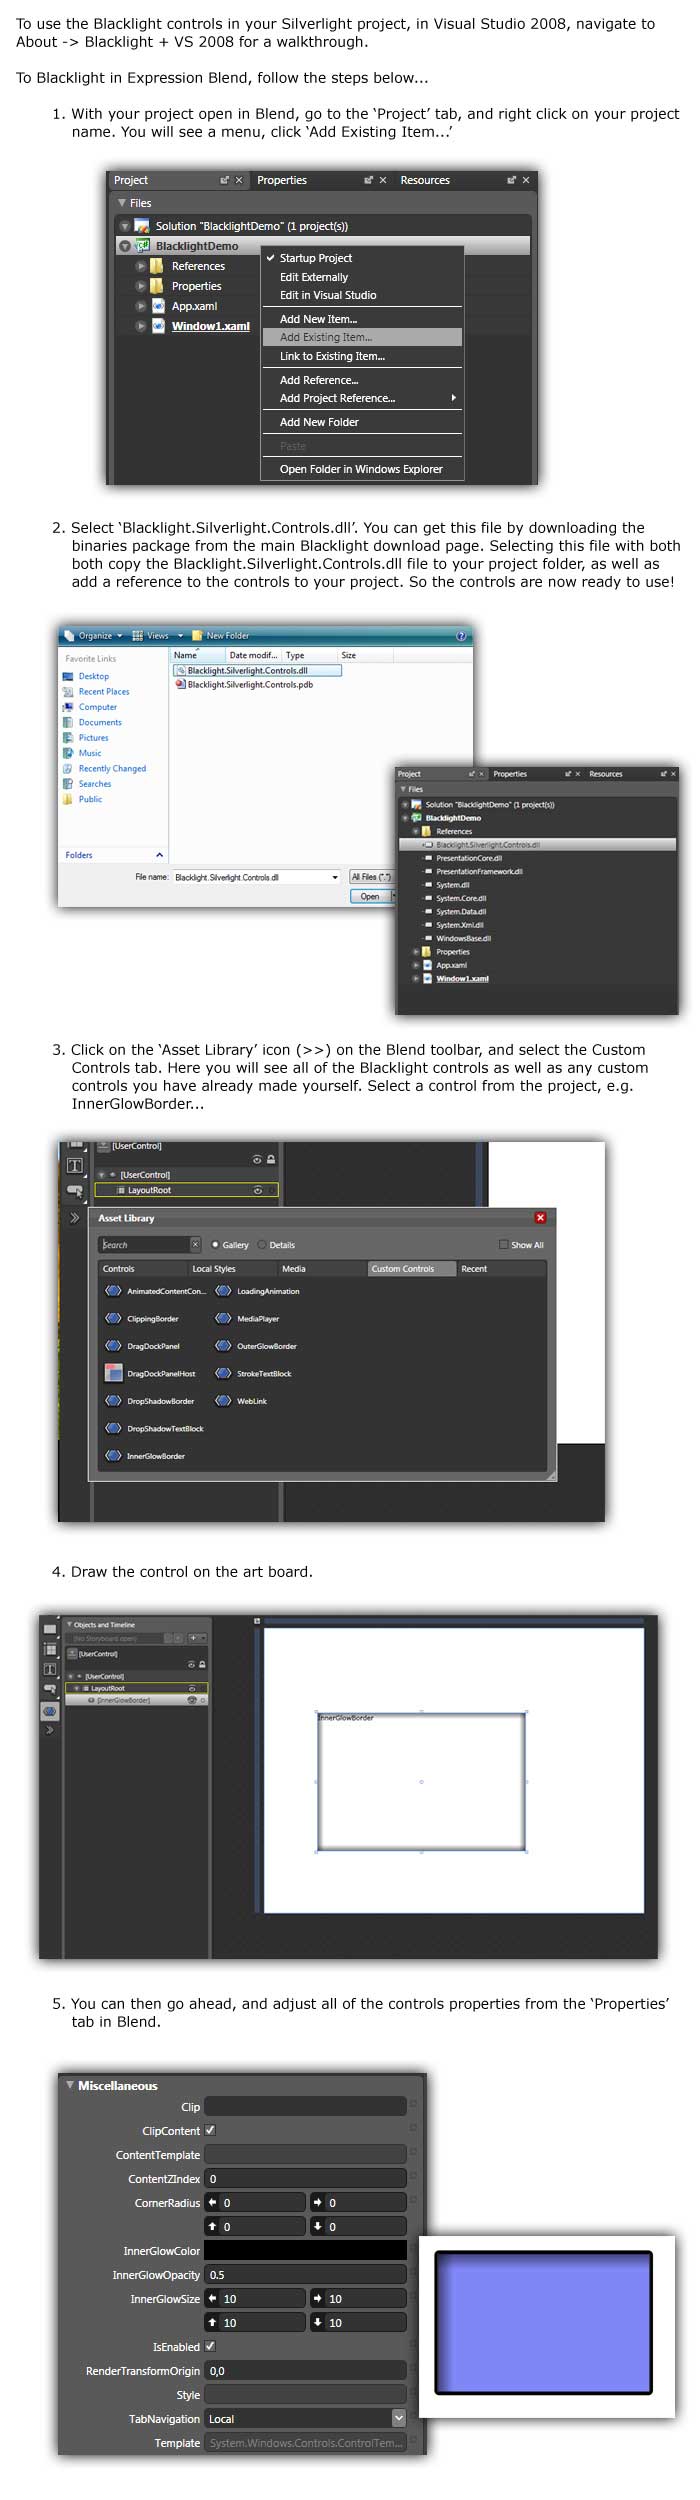 To use the Blacklight controls in your Silverlight project, in Visual Studio 2008, navigate to
About -> Blacklight + VS 2008 for a walkthrough.
To Blacklight in Expression Blend, follow the steps below...
1. With your project open in Blend, go to the ‘Project’ tab, and right click on your project
name. You will see a menu, click ‘Add Existing Item...’
Project Properties Resources
Files
Solution "BlacklightDemo" (1 project(s))
BlacklightDemo
References
Properties
App.xaml
Window1.xaml
Startup Project
Edit Externally
Edit in Visual Studio
Add New Item...
Add Existing Item...
Link to Existing Item...
Add Reference...
Add Project Reference...
Add New Folder
Paste
Open Folder in Windows Explorer
2. Select ‘Blacklight.Silverlight.Controls.dll’. You can get this file by downloading the
binaries package from the main Blacklight download page. Selecting this file with both
both copy the Blacklight.Silverlight.Controls.dll file to your project folder, as well as
add a reference to the controls to your project. So the controls are now ready to use!
Organize Views New Folder
Favorite Links
Desktop
Recent Places
Computer
Documents
Pictures
Music
Recently Changed
Searches
Public
Folders
Name Date modif... Type Size
Blacklight.Silverlight.Controls.dll
Blacklight.Silverlight.Controls.pdb
File name: Blacklight.Silverlight.Controls.dll All Files (*.*)
Open
Project Properties Resources
Files
Solution "BlacklightDemo" (1 project(s))
BlacklightDemo
References
Blacklight.Silverlight.Controls.dll
PresentationCore.dll
PresentationFramework.dll
System.dll
System.Core.dll
System.Data.dll
System.Xml.dll
WindowsBase.dll
Properties
App.xaml
Window1.xaml
3. Click on the ‘Asset Library’ icon (>>) on the Blend toolbar, and select the Custom
Controls tab. Here you will see all of the Blacklight controls as well as any custom
controls you have already made yourself. Select a control from the project, e.g.
InnerGlowBorder...
[UserControl]
[UserControl]
LayoutRoot
Asset Library
Search Gallery Details Show All
Controls Local Styles Media Custom Controls Recent
AnimatedContentCon... LoadingAnimation
ClippingBorder MediaPlayer
DragDockPanel OuterGlowBorder
DragDockPanelHost StrokeTextBlock
DropShadowBorder WebLink
DropShadowTextBlock
InnerGlowBorder
4. Draw the control on the art board.
Objects and Timeline
(No Storyboard open)
[UserControl]
[UserControl]
LayoutRoot
[InnerGlowBorder]
InnerGlowBorder
5. You can then go ahead, and adjust all of the controls properties from the ‘Properties’
tab in Blend.
Miscellaneous
Clip
ClipContent
ContentTemplate
ContentZIndex 0
CornerRadius 0 0
0 0
InnerGlowColor
InnerGlowOpacity 0.5
InnerGlowSize 10 10
10 10
IsEnabled
RenderTransformOrigin 0,0
Style
TabNavigation Local
Template System.Windows.Controls.ControlTem...